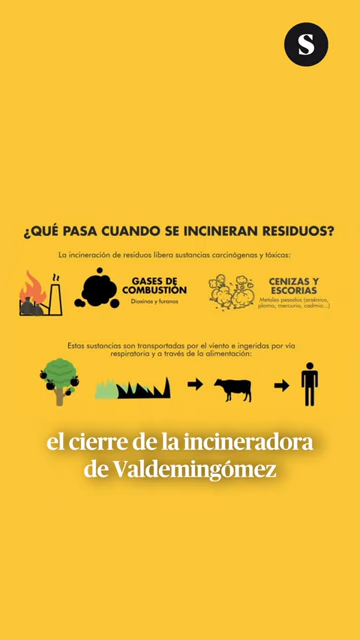 S
¿QUÉ PASA CUANDO SE INCINERAN RESIDUOS?
La incineración de residuos libera sustancias carcinógenas y tóxicas:
GASES DE
COMBUSTIÓN
Dioxinas y furanos
CENIZAS Y
ESCORIAS
Metales pesados (arsénico,
plomo, mercurio, cadmio...)
Estas sustancias son transportadas por el viento e ingeridas por vía
respiratoria y a través de la alimentación:
el cierre de la incineradora
de Valdemingómez